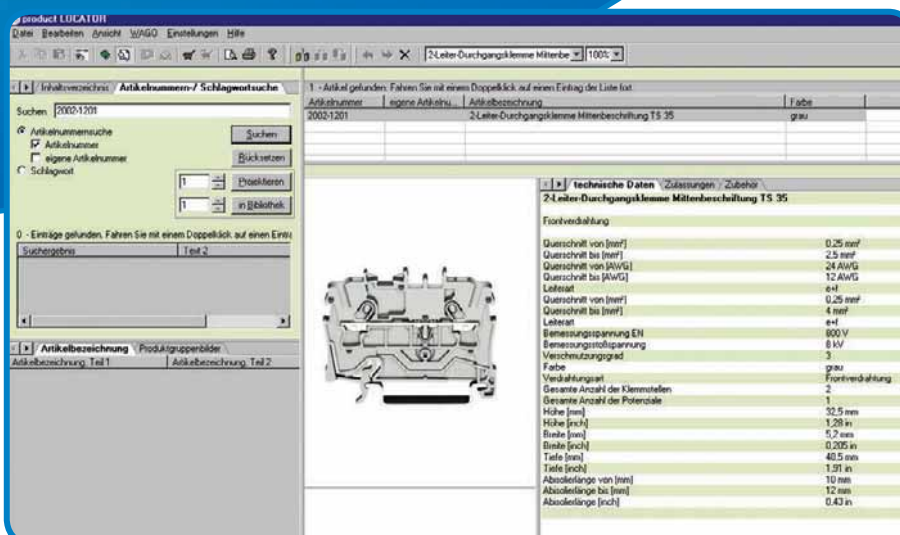 product LOCATOR
Datei Bearbeiten Ansicht WAGO Einstellungen Hilfe
2-Leiter-Durchgangsklemme Mittenbe 100%
Inhaltsverzeichnis Artikelnummern-/ Schlagwortsuche
Suchen 2002-1201
Artikelnummernsuche
Artikelnummer
eigene Artikelnummer
Schlagwort
Suchen
Rücksetzen
1 Projektieren
1 in Bibliothek
0 - Einträge gefunden. Fahren Sie mit einem Doppelklick auf einen Eintra
Suchergebnis Text 2
Artikelbezeichnung Produktgruppenbilder
Artikelbezeichnung, Teil 1 Artikelbezeichnung, Teil 2
1 - Artikel gefunden. Fahren Sie mit einem Doppelklick auf einen Eintrag der Liste fort.
Artikelnummer eigene Artikelnu... Artikelbezeichnung Farbe
2002-1201 2-Leiter-Durchgangsklemme Mittenbeschriftung TS 35 grau
technische Daten Zulassungen Zubehör
2-Leiter-Durchgangsklemme Mittenbeschriftung TS 35
Frontverdrahtung
Querschnitt von [mm²] 0,25 mm²
Querschnitt bis [mm²] 2,5 mm²
Querschnitt von [AWG] 24 AWG
Querschnitt bis [AWG] 12 AWG
Leiterart e+f
Querschnitt von [mm²] 0,25 mm²
Querschnitt bis [mm²] 4 mm²
Leiterart e+f
Bemessungsspannung EN 800 V
Bemessungsstoßspannung 8 kV
Verschmutzungsgrad 3
Farbe grau
Verdrahtungsart Frontverdrahtung
Gesamte Anzahl der Klemmstellen 2
Gesamte Anzahl der Potenziale 1
Höhe [mm] 32,5 mm
Höhe [inch] 1,28 in
Breite [mm] 5,2 mm
Breite [inch] 0,205 in
Tiefe [mm] 48,5 mm
Tiefe [inch] 1,91 in
Abisolierlänge von [mm] 10 mm
Abisolierlänge bis [mm] 12 mm
Abisolierlänge [inch] 0,43 in